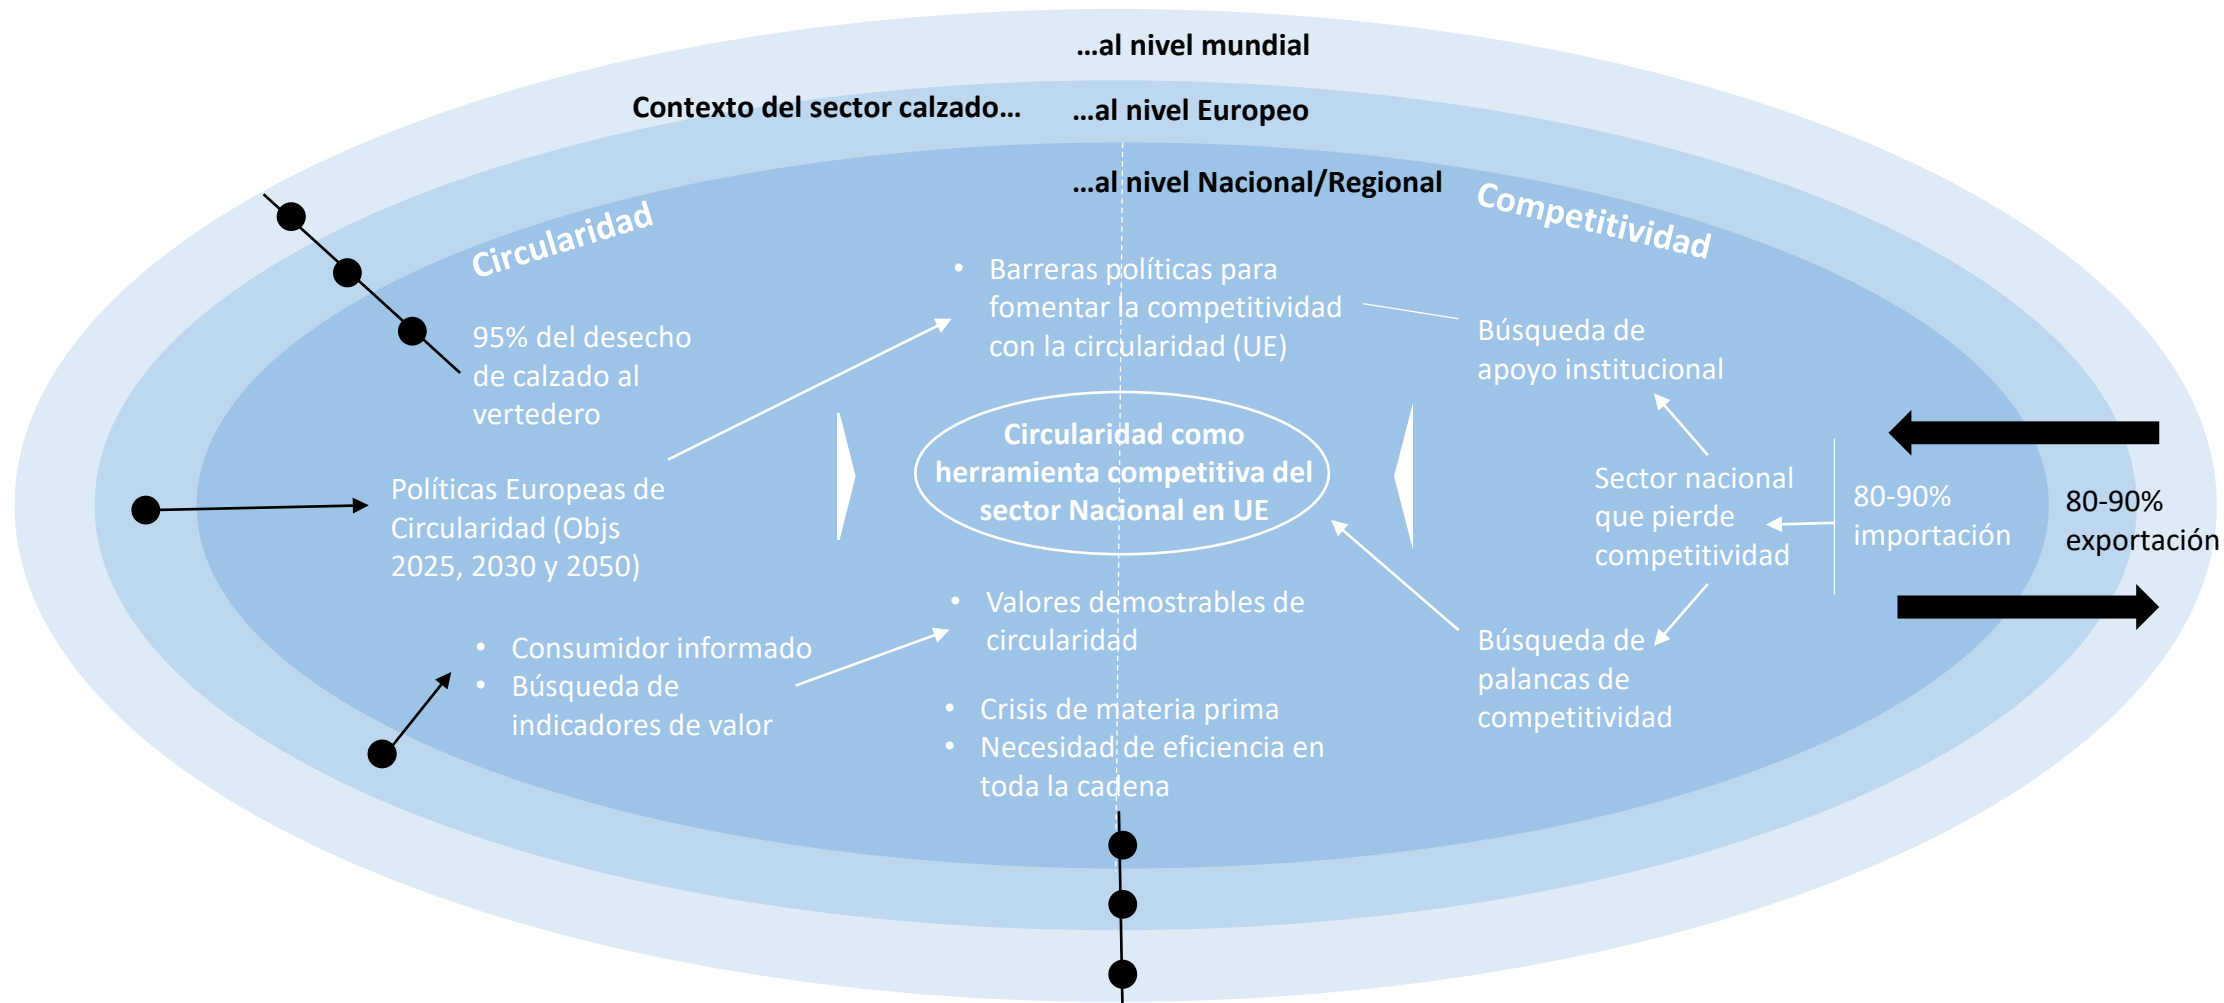 …al nivel mundial
Contexto del sector calzado…
…al nivel Europeo
…al nivel Nacional/Regional
Circularidad
Competitividad
95% del desecho
de calzado al
vertedero
Políticas Europeas de
Circularidad (Objs
2025, 2030 y 2050)
• Consumidor informado
• Búsqueda de
indicadores de valor
• Barreras políticas para
fomentar la competitividad
con la circularidad (UE)
Circularidad como
herramienta competitiva del
sector Nacional en UE
• Valores demostrables de
circularidad
• Crisis de materia prima
• Necesidad de eficiencia en
toda la cadena
Búsqueda de
apoyo institucional
Sector nacional
que pierde
competitividad
Búsqueda de
palancas de
competitividad
80-90%
importación
80-90%
exportación